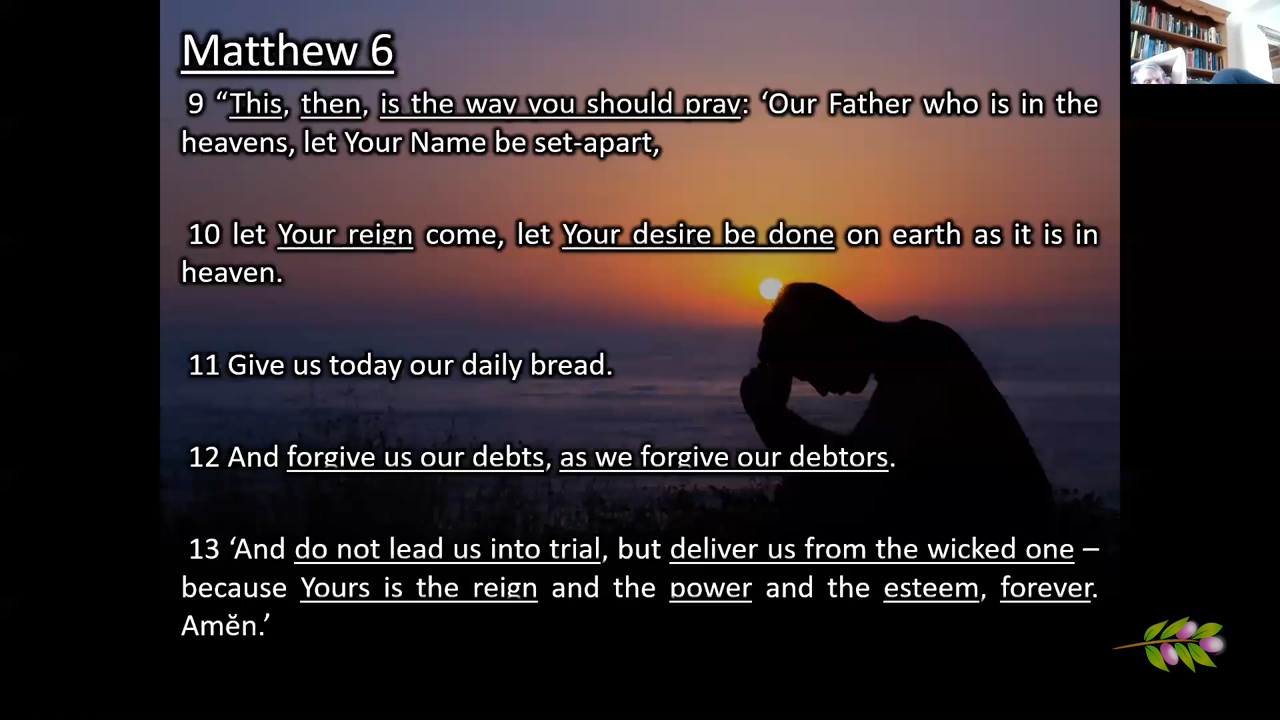 Matthew 6
9 “This, then, is the way you should pray: ‘Our Father who is in the
heavens, let Your Name be set-apart,
10 let Your reign come, let Your desire be done on earth as it is in
heaven.
11 Give us today our daily bread.
12 And forgive us our debts, as we forgive our debtors.
13 ‘And do not lead us into trial, but deliver us from the wicked one –
because Yours is the reign and the power and the esteem, forever.
Amĕn.’